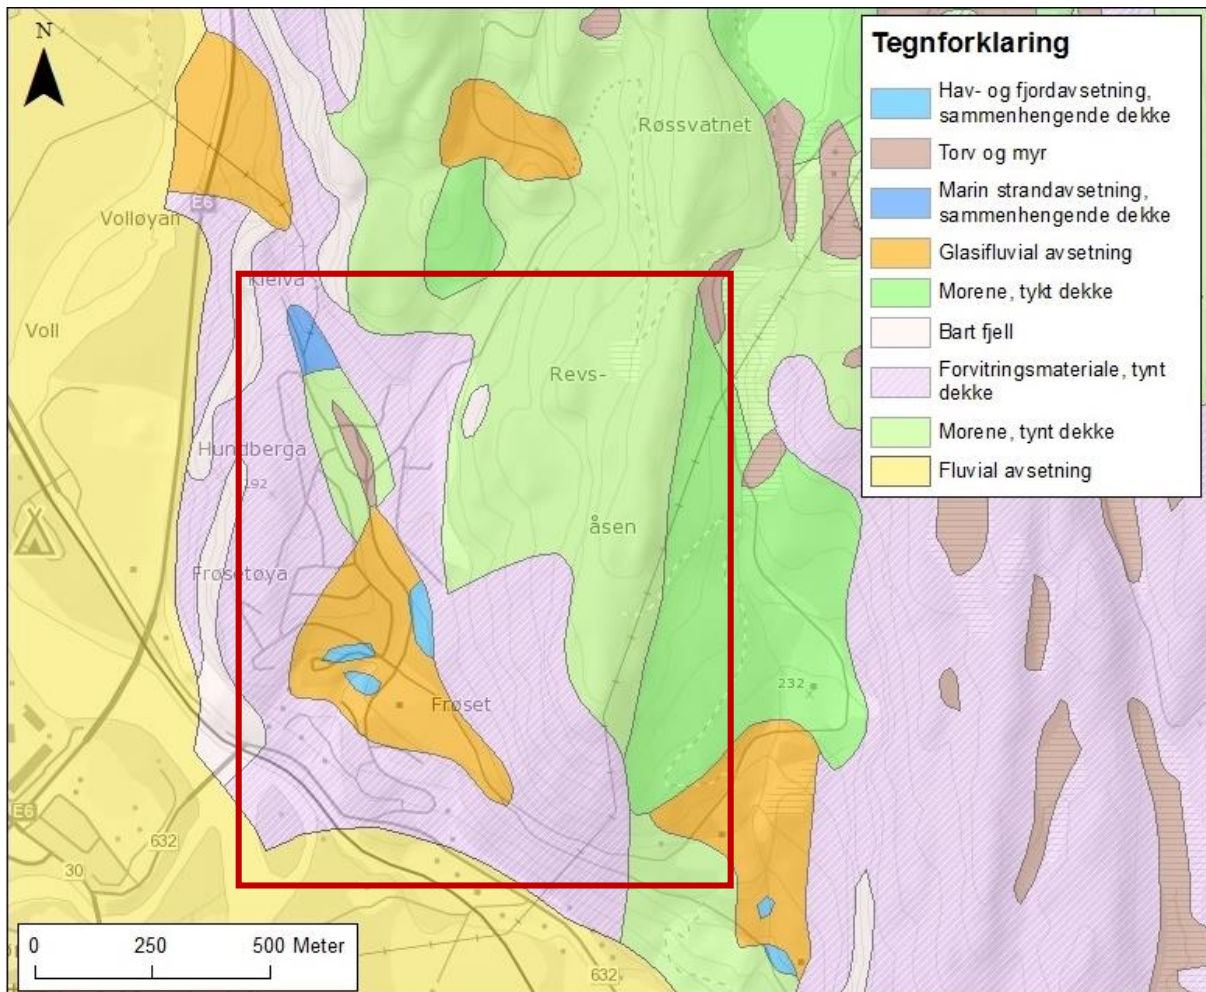 N
Tegnforklaring
Hav- og fjordavsetning,
sammenhengende dekke
Torv og myr
Marin strandavsetning,
sammenhengende dekke
Glasifluvial avsetning
Morene, tykt dekke
Bart fjell
Forvitringsmateriale, tynt
dekke
Morene, tynt dekke
Fluvial avsetning
Røssvatnet
E6
Volløyan
Kleiva
Voll
Revs-
Hundberga
192
åsen
Frøsetøya
232
Frøset
E6
632
30
632
0 250 500 Meter